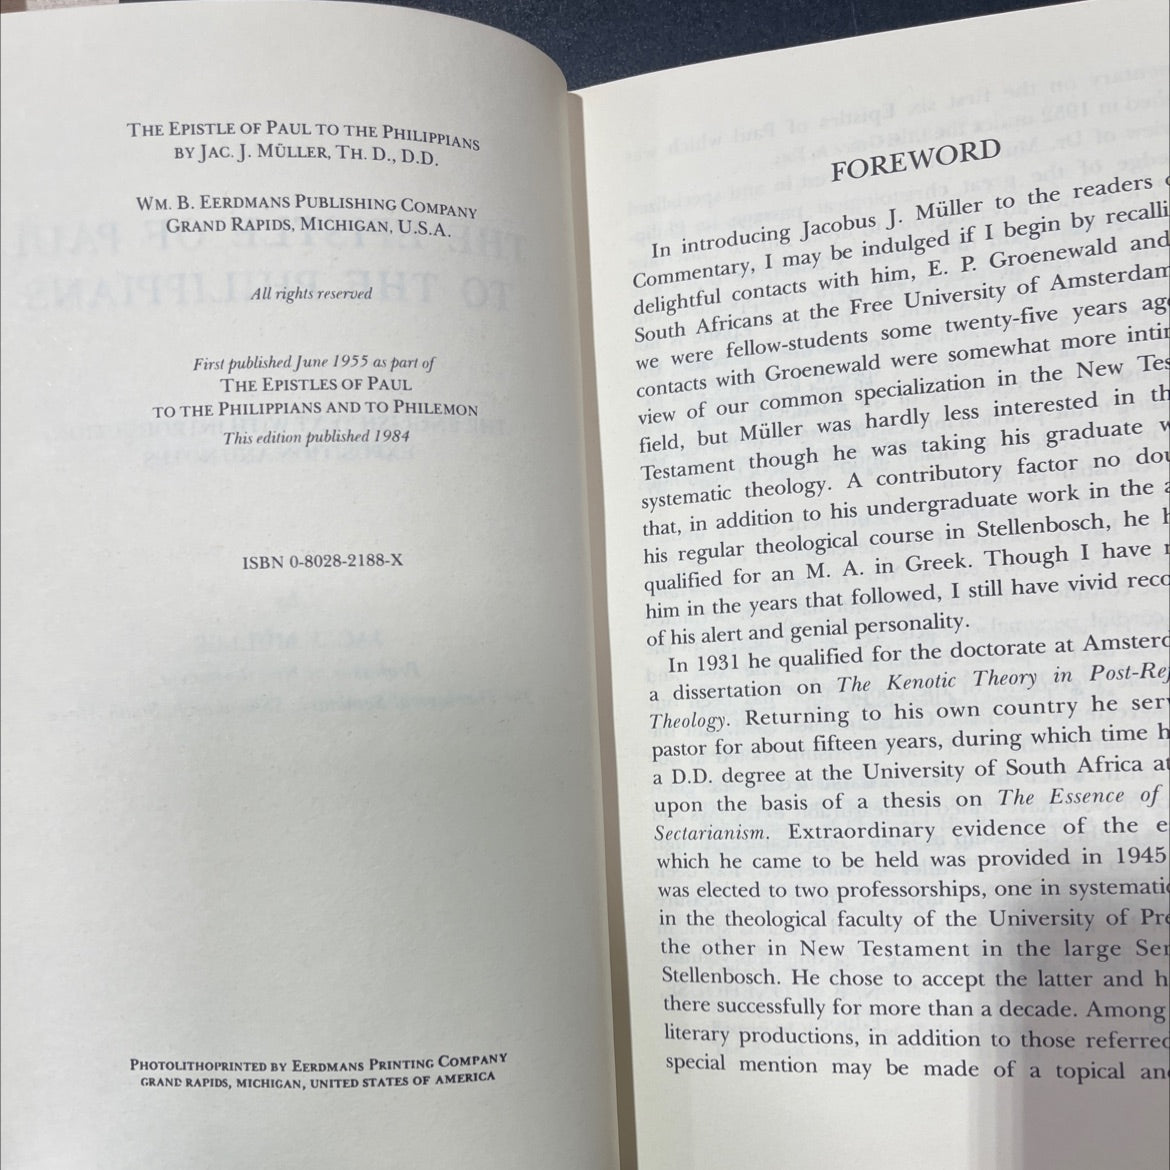 THE EPISTLE OF PAUL TO THE PHILIPPIANS
BY JAC. J. MÜLLER, TH. D., D.D.
WM. B. EERDMANS PUBLISHING COMPANY
GRAND RAPIDS, MICHIGAN, U.S.A.
All rights reserved
First published June 1955 as part of
THE EPISTLES OF PAUL
TO THE PHILIPPIANS AND TO PHILEMON
This edition published 1984
ISBN 0-8028-2188-X
PHOTOLITHOPRINTED BY EERDMANS PRINTING COMPANY
GRAND RAPIDS, MICHIGAN, UNITED STATES OF AMERICA
FOREWORD
In introducing Jacobus J. Müller to the readers
Commentary, I may be indulged if I begin by recalli
delightful contacts with him, E. P. Groenewald and
South Africans at the Free University of Amsterdam
we were fellow-students some twenty-five years ag
contacts with Groenewald were somewhat more inti
view of our common specialization in the New Tes
field, but Müller was hardly less interested in th
Testament though he was taking his graduate w
systematic theology. A contributory factor no dou
that, in addition to his undergraduate work in the a
his regular theological course in Stellenbosch, he h
qualified for an M. A. in Greek. Though I have
him in the years that followed, I still have vivid reco
of his alert and genial personality.
In 1931 he qualified for the doctorate at Amsterd
a dissertation on The Kenotic Theory in Post-Ref
Theology. Returning to his own country he serv
pastor for about fifteen years, during which time h
a D.D. degree at the University of South Africa at
upon the basis of a thesis on The Essence of
Sectarianism. Extraordinary evidence of the e
which he came to be held was provided in 1945
was elected to two professorships, one in systematic
in the theological faculty of the University of Pre
the other in New Testament in the large Sem
Stellenbosch. He chose to accept the latter and h
there successfully for more than a decade. Among
literary productions, in addition to those referred
special mention may be made of a topical an